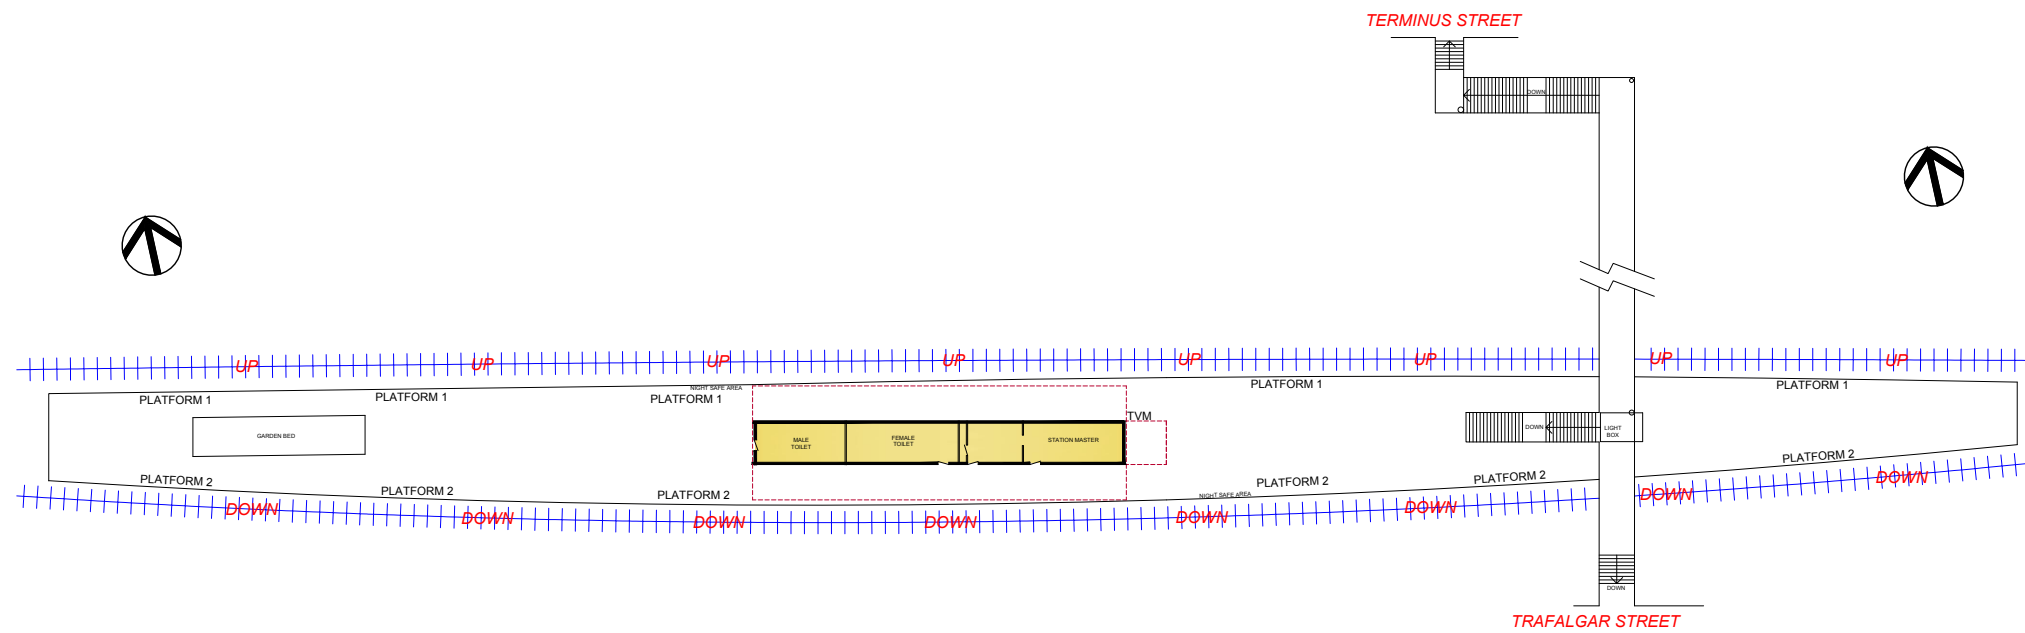 TERMINUS STREET
DOWN
UP UP UP UP UP UP UP UP
NIGHT SAFE AREA
PLATFORM 1 PLATFORM 1 PLATFORM 1 PLATFORM 1 PLATFORM 1
TVM
GARDEN BED
MALE
TOILET
FEMALE
TOILET
STATION MASTER
DOWN
LIGHT
BOX
PLATFORM 2 PLATFORM 2 PLATFORM 2 PLATFORM 2 PLATFORM 2 PLATFORM 2
NIGHT SAFE AREA
DOWN DOWN DOWN DOWN DOWN DOWN DOWN DOWN
DOWN
TRAFALGAR STREET